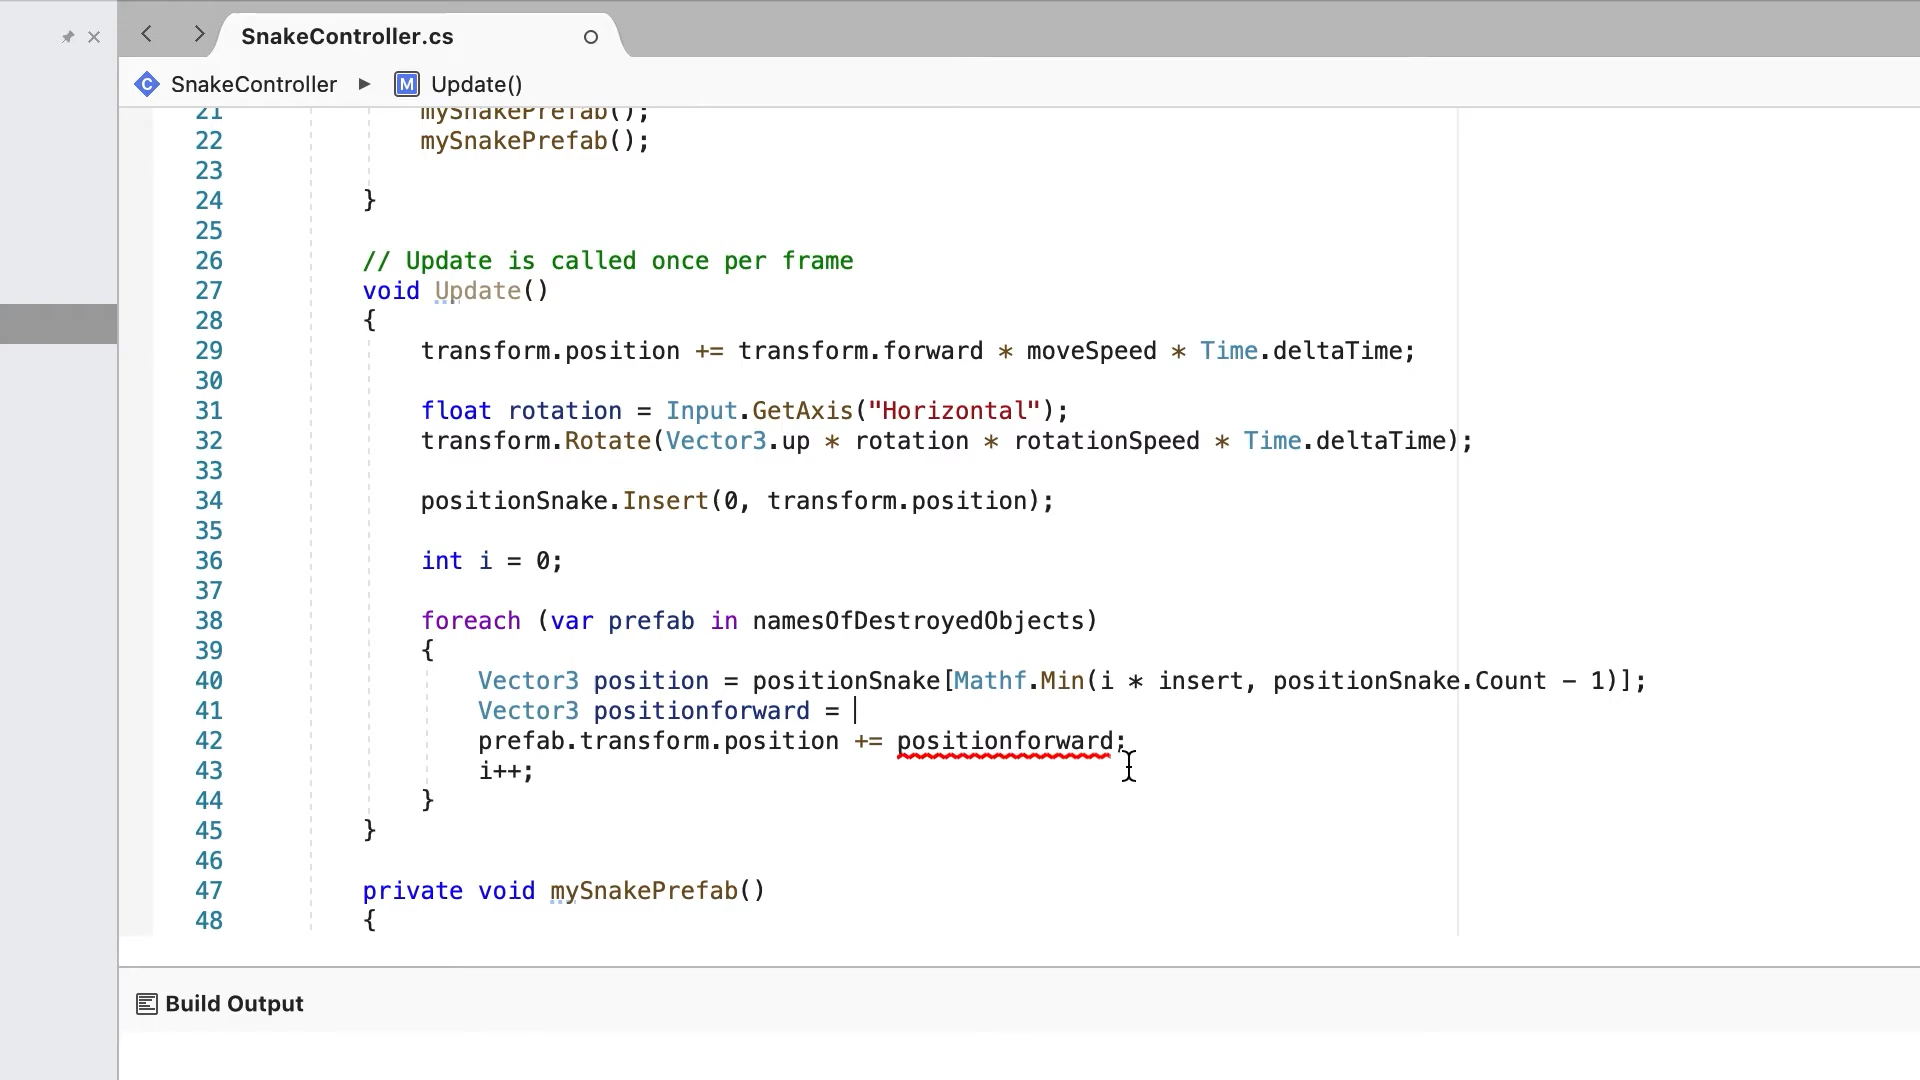 SnakeController.cs
SnakeController ▶ M Update()
21 mySnakePrefab();
22 mySnakePrefab();
23
24 }
25
26 // Update is called once per frame
27 void Update()
28 {
29 transform.position += transform.forward * moveSpeed * Time.deltaTime;
30
31 float rotation = Input.GetAxis("Horizontal");
32 transform.Rotate(Vector3.up * rotation * rotationSpeed * Time.deltaTime);
33
34 positionSnake.Insert(0, transform.position);
35
36 int i = 0;
37
38 foreach (var prefab in namesOfDestroyedObjects)
39 {
40 Vector3 position = positionSnake[Mathf.Min(i * insert, positionSnake.Count - 1)];
41 Vector3 positionforward =
42 prefab.transform.position += positionforward;
43 i++;
44 }
45 }
46
47 private void mySnakePrefab()
48 {
Build Output